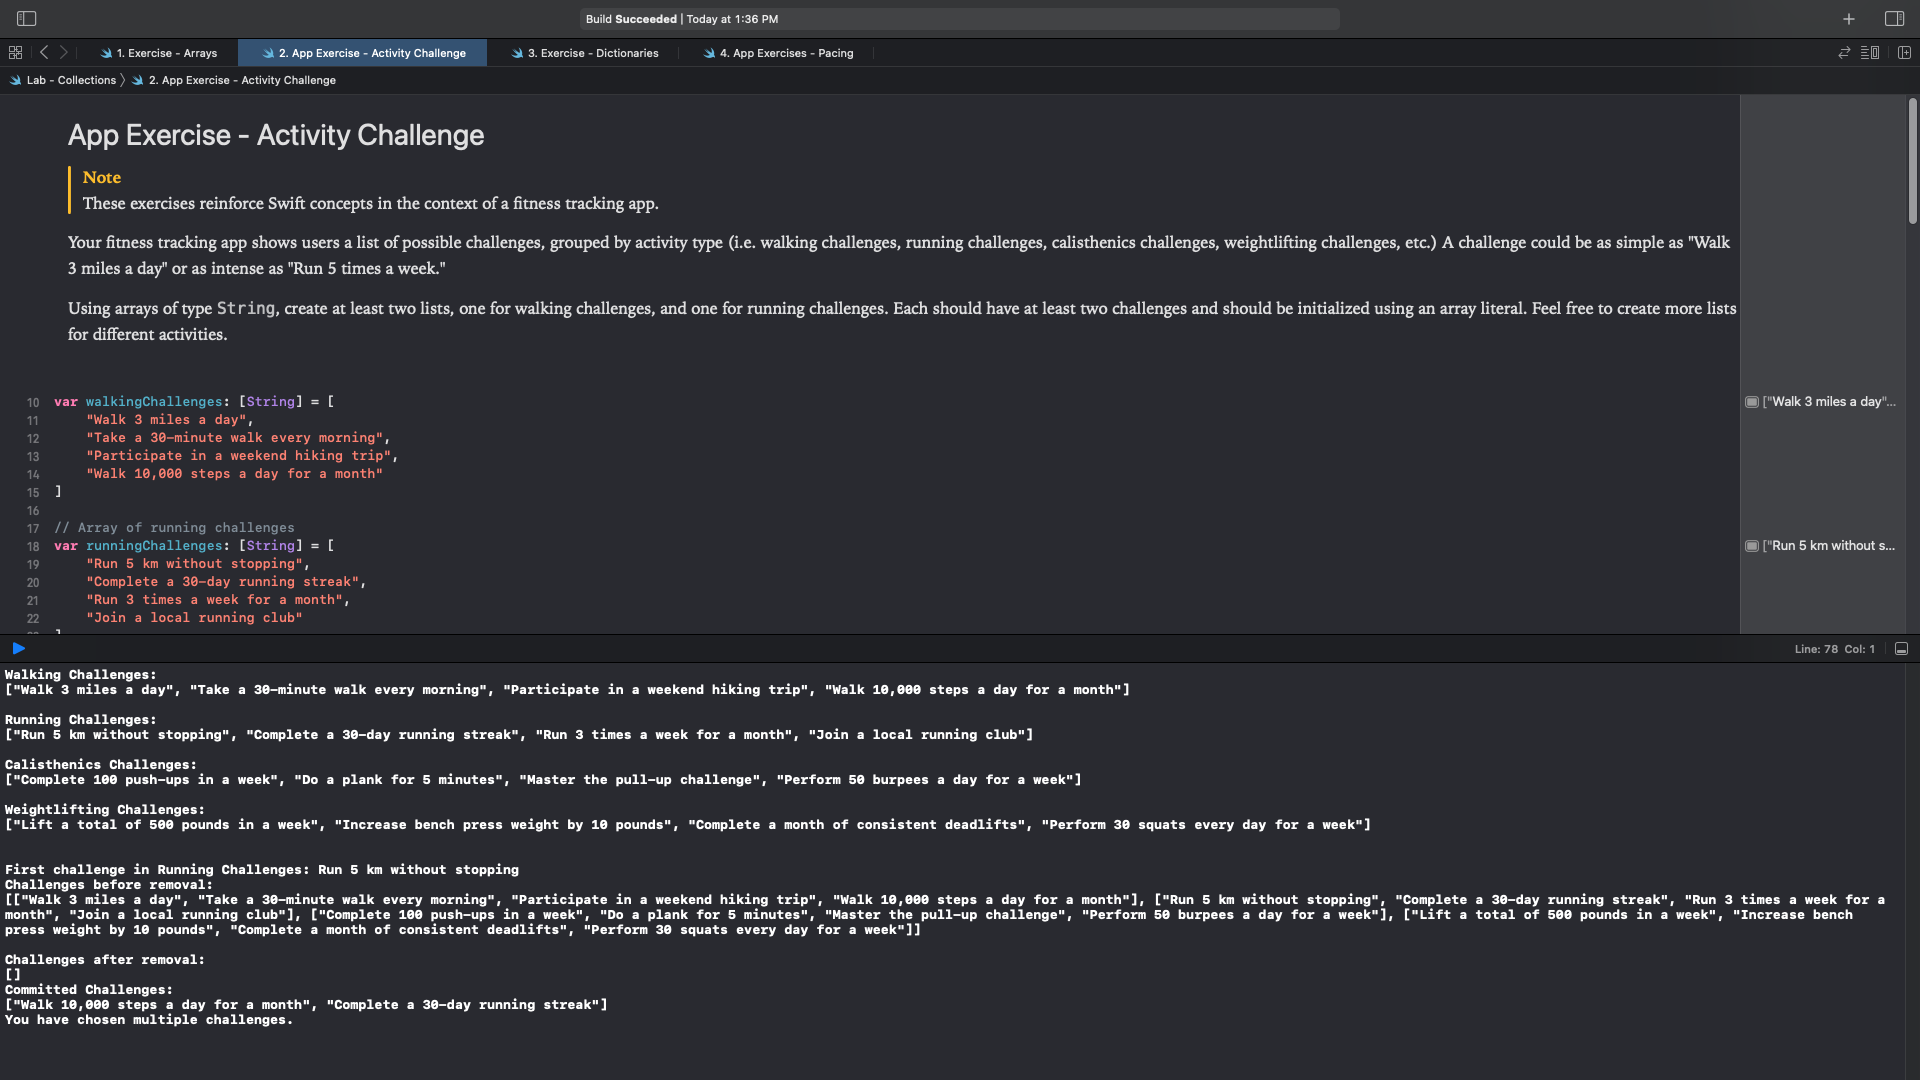 Build Succeeded | Today at 1:36 PM
1. Exercise - Arrays
2. App Exercise - Activity Challenge
3. Exercise - Dictionaries
4. App Exercises - Pacing
Lab - Collections 〉 2. App Exercise - Activity Challenge
App Exercise - Activity Challenge
Note
These exercises reinforce Swift concepts in the context of a fitness tracking app.
Your fitness tracking app shows users a list of possible challenges, grouped by activity type (i.e. walking challenges, running challenges, calisthenics challenges, weightlifting challenges, etc.) A challenge could be as simple as "Walk
3 miles a day" or as intense as "Run 5 times a week."
Using arrays of type String, create at least two lists, one for walking challenges, and one for running challenges. Each should have at least two challenges and should be initialized using an array literal. Feel free to create more lists
for different activities.
10 var walkingChallenges: [String] = [
["Walk 3 miles a day"...
11 "Walk 3 miles a day",
12 "Take a 30-minute walk every morning",
13 "Participate in a weekend hiking trip",
14 "Walk 10,000 steps a day for a month"
15 ]
16
17 // Array of running challenges
18 var runningChallenges: [String] = [
["Run 5 km without s...
19 "Run 5 km without stopping",
20 "Complete a 30-day running streak",
21 "Run 3 times a week for a month",
22 "Join a local running club"
Line: 78 Col: 1
Walking Challenges:
["Walk 3 miles a day", "Take a 30-minute walk every morning", "Participate in a weekend hiking trip", "Walk 10,000 steps a day for a month"]
Running Challenges:
["Run 5 km without stopping", "Complete a 30-day running streak", "Run 3 times a week for a month", "Join a local running club"]
Calisthenics Challenges:
["Complete 100 push-ups in a week", "Do a plank for 5 minutes", "Master the pull-up challenge", "Perform 50 burpees a day for a week"]
Weightlifting Challenges:
["Lift a total of 500 pounds in a week", "Increase bench press weight by 10 pounds", "Complete a month of consistent deadlifts", "Perform 30 squats every day for a week"]
First challenge in Running Challenges: Run 5 km without stopping
Challenges before removal:
[["Walk 3 miles a day", "Take a 30-minute walk every morning", "Participate in a weekend hiking trip", "Walk 10,000 steps a day for a month"], ["Run 5 km without stopping", "Complete a 30-day running streak", "Run 3 times a week for a
month", "Join a local running club"], ["Complete 100 push-ups in a week", "Do a plank for 5 minutes", "Master the pull-up challenge", "Perform 50 burpees a day for a week"], ["Lift a total of 500 pounds in a week", "Increase bench
press weight by 10 pounds", "Complete a month of consistent deadlifts", "Perform 30 squats every day for a week"]]
Challenges after removal:
[]
Committed Challenges:
["Walk 10,000 steps a day for a month", "Complete a 30-day running streak"]
You have chosen multiple challenges.